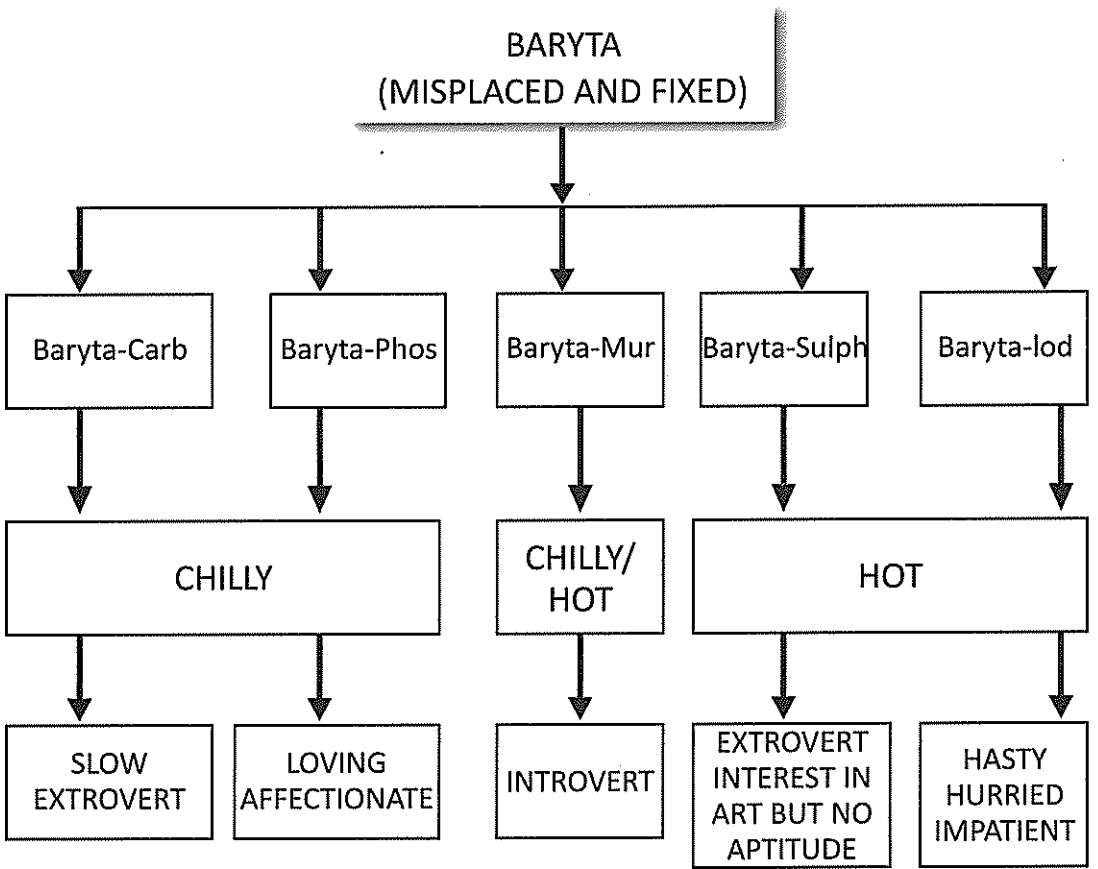 BARYTA
(MISPLACED AND FIXED)
Baryta-Carb
Baryta-Phos
Baryta-Mur
Baryta-Sulph
Baryta-Iod
CHILLY
CHILLY/
HOT
HOT
SLOW
EXTROVERT
LOVING
AFFECTIONATE
INTROVERT
EXTROVERT
INTEREST IN
ART BUT NO
APTITUDE
HASTY
HURRIED
IMPATIENT